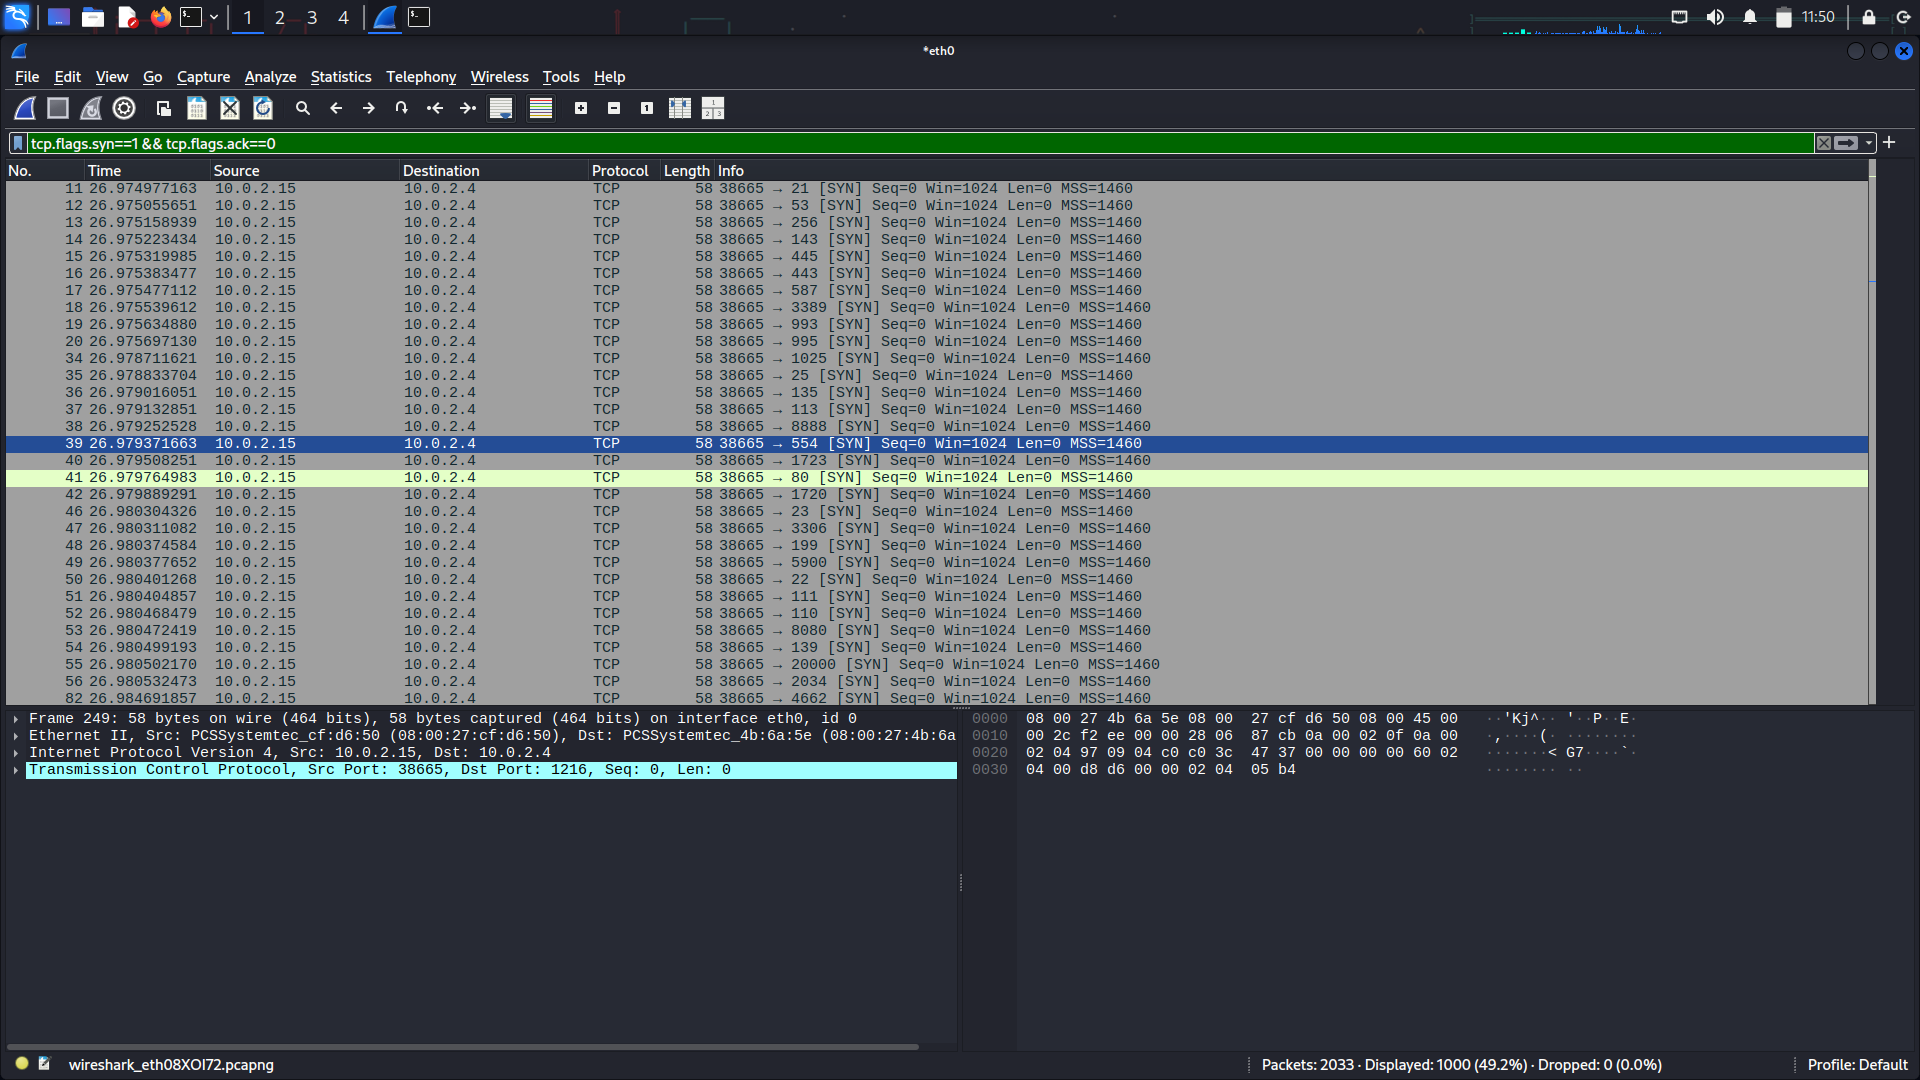 1 2 3 4 11:50
*eth0
File Edit View Go Capture Analyze Statistics Telephony Wireless Tools Help
tcp.flags.syn==1 && tcp.flags.ack==0
No. Time Source Destination Protocol Length Info
11 26.974977163 10.0.2.15 10.0.2.4 TCP 58 38665 → 21 [SYN] Seq=0 Win=1024 Len=0 MSS=1460
12 26.975055651 10.0.2.15 10.0.2.4 TCP 58 38665 → 53 [SYN] Seq=0 Win=1024 Len=0 MSS=1460
13 26.975158939 10.0.2.15 10.0.2.4 TCP 58 38665 → 256 [SYN] Seq=0 Win=1024 Len=0 MSS=1460
14 26.975223434 10.0.2.15 10.0.2.4 TCP 58 38665 → 143 [SYN] Seq=0 Win=1024 Len=0 MSS=1460
15 26.975319985 10.0.2.15 10.0.2.4 TCP 58 38665 → 445 [SYN] Seq=0 Win=1024 Len=0 MSS=1460
16 26.975383477 10.0.2.15 10.0.2.4 TCP 58 38665 → 443 [SYN] Seq=0 Win=1024 Len=0 MSS=1460
17 26.975477112 10.0.2.15 10.0.2.4 TCP 58 38665 → 587 [SYN] Seq=0 Win=1024 Len=0 MSS=1460
18 26.975539612 10.0.2.15 10.0.2.4 TCP 58 38665 → 3389 [SYN] Seq=0 Win=1024 Len=0 MSS=1460
19 26.975634880 10.0.2.15 10.0.2.4 TCP 58 38665 → 993 [SYN] Seq=0 Win=1024 Len=0 MSS=1460
20 26.975697130 10.0.2.15 10.0.2.4 TCP 58 38665 → 995 [SYN] Seq=0 Win=1024 Len=0 MSS=1460
34 26.978711621 10.0.2.15 10.0.2.4 TCP 58 38665 → 1025 [SYN] Seq=0 Win=1024 Len=0 MSS=1460
35 26.978833704 10.0.2.15 10.0.2.4 TCP 58 38665 → 25 [SYN] Seq=0 Win=1024 Len=0 MSS=1460
36 26.979016051 10.0.2.15 10.0.2.4 TCP 58 38665 → 135 [SYN] Seq=0 Win=1024 Len=0 MSS=1460
37 26.979132851 10.0.2.15 10.0.2.4 TCP 58 38665 → 113 [SYN] Seq=0 Win=1024 Len=0 MSS=1460
38 26.979252528 10.0.2.15 10.0.2.4 TCP 58 38665 → 8888 [SYN] Seq=0 Win=1024 Len=0 MSS=1460
39 26.979371663 10.0.2.15 10.0.2.4 TCP 58 38665 → 554 [SYN] Seq=0 Win=1024 Len=0 MSS=1460
40 26.979508251 10.0.2.15 10.0.2.4 TCP 58 38665 → 1723 [SYN] Seq=0 Win=1024 Len=0 MSS=1460
41 26.979764983 10.0.2.15 10.0.2.4 TCP 58 38665 → 80 [SYN] Seq=0 Win=1024 Len=0 MSS=1460
42 26.979889291 10.0.2.15 10.0.2.4 TCP 58 38665 → 1720 [SYN] Seq=0 Win=1024 Len=0 MSS=1460
46 26.980304326 10.0.2.15 10.0.2.4 TCP 58 38665 → 23 [SYN] Seq=0 Win=1024 Len=0 MSS=1460
47 26.980311082 10.0.2.15 10.0.2.4 TCP 58 38665 → 3306 [SYN] Seq=0 Win=1024 Len=0 MSS=1460
48 26.980374584 10.0.2.15 10.0.2.4 TCP 58 38665 → 199 [SYN] Seq=0 Win=1024 Len=0 MSS=1460
49 26.980377652 10.0.2.15 10.0.2.4 TCP 58 38665 → 5900 [SYN] Seq=0 Win=1024 Len=0 MSS=1460
50 26.980401268 10.0.2.15 10.0.2.4 TCP 58 38665 → 22 [SYN] Seq=0 Win=1024 Len=0 MSS=1460
51 26.980404857 10.0.2.15 10.0.2.4 TCP 58 38665 → 111 [SYN] Seq=0 Win=1024 Len=0 MSS=1460
52 26.980468479 10.0.2.15 10.0.2.4 TCP 58 38665 → 110 [SYN] Seq=0 Win=1024 Len=0 MSS=1460
53 26.980472419 10.0.2.15 10.0.2.4 TCP 58 38665 → 8080 [SYN] Seq=0 Win=1024 Len=0 MSS=1460
54 26.980499193 10.0.2.15 10.0.2.4 TCP 58 38665 → 139 [SYN] Seq=0 Win=1024 Len=0 MSS=1460
55 26.980502170 10.0.2.15 10.0.2.4 TCP 58 38665 → 20000 [SYN] Seq=0 Win=1024 Len=0 MSS=1460
56 26.980532473 10.0.2.15 10.0.2.4 TCP 58 38665 → 2034 [SYN] Seq=0 Win=1024 Len=0 MSS=1460
82 26.984691857 10.0.2.15 10.0.2.4 TCP 58 38665 → 4662 [SYN] Seq=0 Win=1024 Len=0 MSS=1460
Frame 249: 58 bytes on wire (464 bits), 58 bytes captured (464 bits) on interface eth0, id 0
Ethernet II, Src: PCSSystemtec_cf:d6:50 (08:00:27:cf:d6:50), Dst: PCSSystemtec_4b:6a:5e (08:00:27:4b:6a
Internet Protocol Version 4, Src: 10.0.2.15, Dst: 10.0.2.4
Transmission Control Protocol, Src Port: 38665, Dst Port: 1216, Seq: 0, Len: 0
0000 08 00 27 4b 6a 5e 08 00 27 cf d6 50 08 00 45 00 ··'Kj^·· '··P··E·
0010 00 2c f2 ee 00 00 28 06 87 cb 0a 00 02 0f 0a 00 ·,····(· ········
0020 02 04 97 09 04 c0 c0 3c 47 37 00 00 00 00 60 02 ·······< G7····`·
0030 04 00 d8 d6 00 00 02 04 05 b4 ········ ··
wireshark_eth08XOI72.pcapng Packets: 2033 · Displayed: 1000 (49.2%) · Dropped: 0 (0.0%) Profile: Default